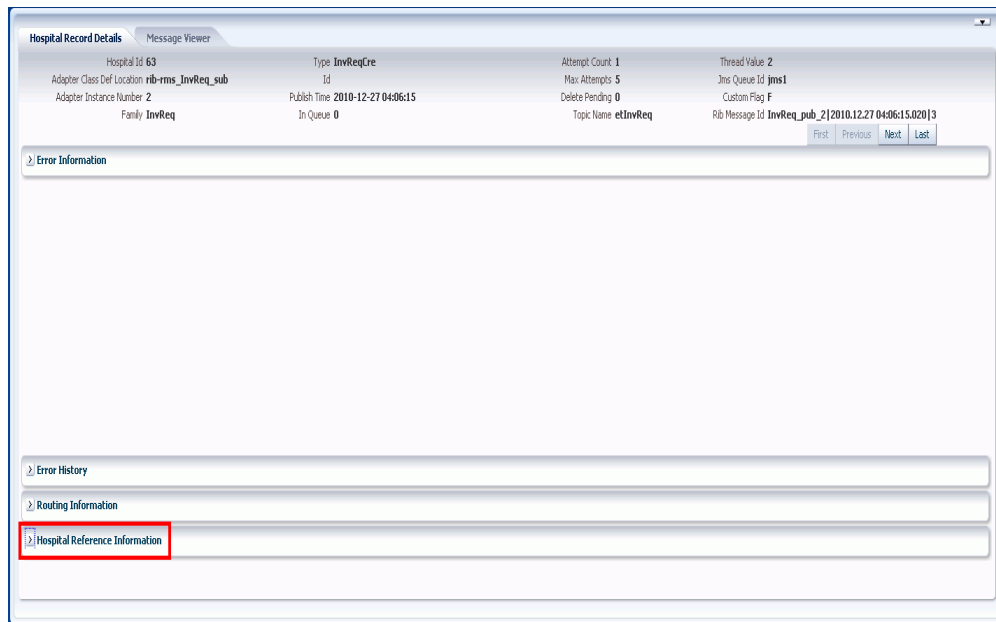 Hospital Record Details Message Viewer
Hospital Id 63 Type InvReqCre Attempt Count 1 Thread Value 2
Adapter Class Def Location rib-rms_InvReq_sub Id Max Attempts 5 Jms Queue Id jms1
Adapter Instance Number 2 Publish Time 2010-12-27 04:06:15 Delete Pending 0 Custom Flag F
Family InvReq In Queue 0 Topic Name etInvReq Rib Message Id InvReq_pub_2|2010.12.27 04:06:15.020|3
First Previous Next Last
Error Information
Error History
Routing Information
Hospital Reference Information